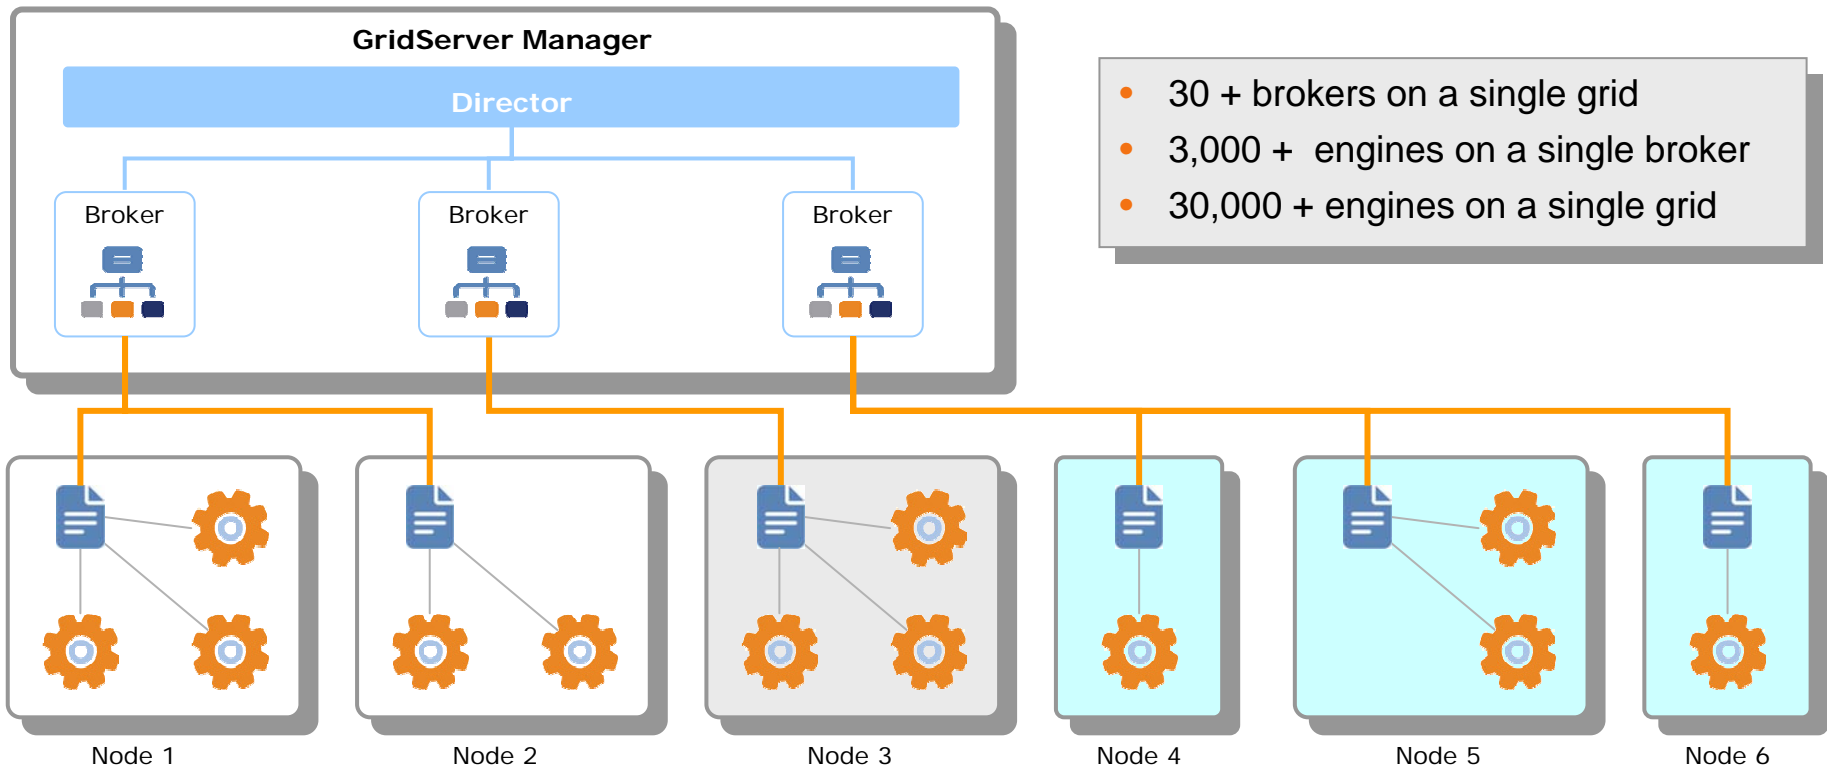 GridServer Manager
Director
Broker
Broker
Broker
• 30 + brokers on a single grid
• 3,000 + engines on a single broker
• 30,000 + engines on a single grid
Node 1
Node 2
Node 3
Node 4
Node 5
Node 6